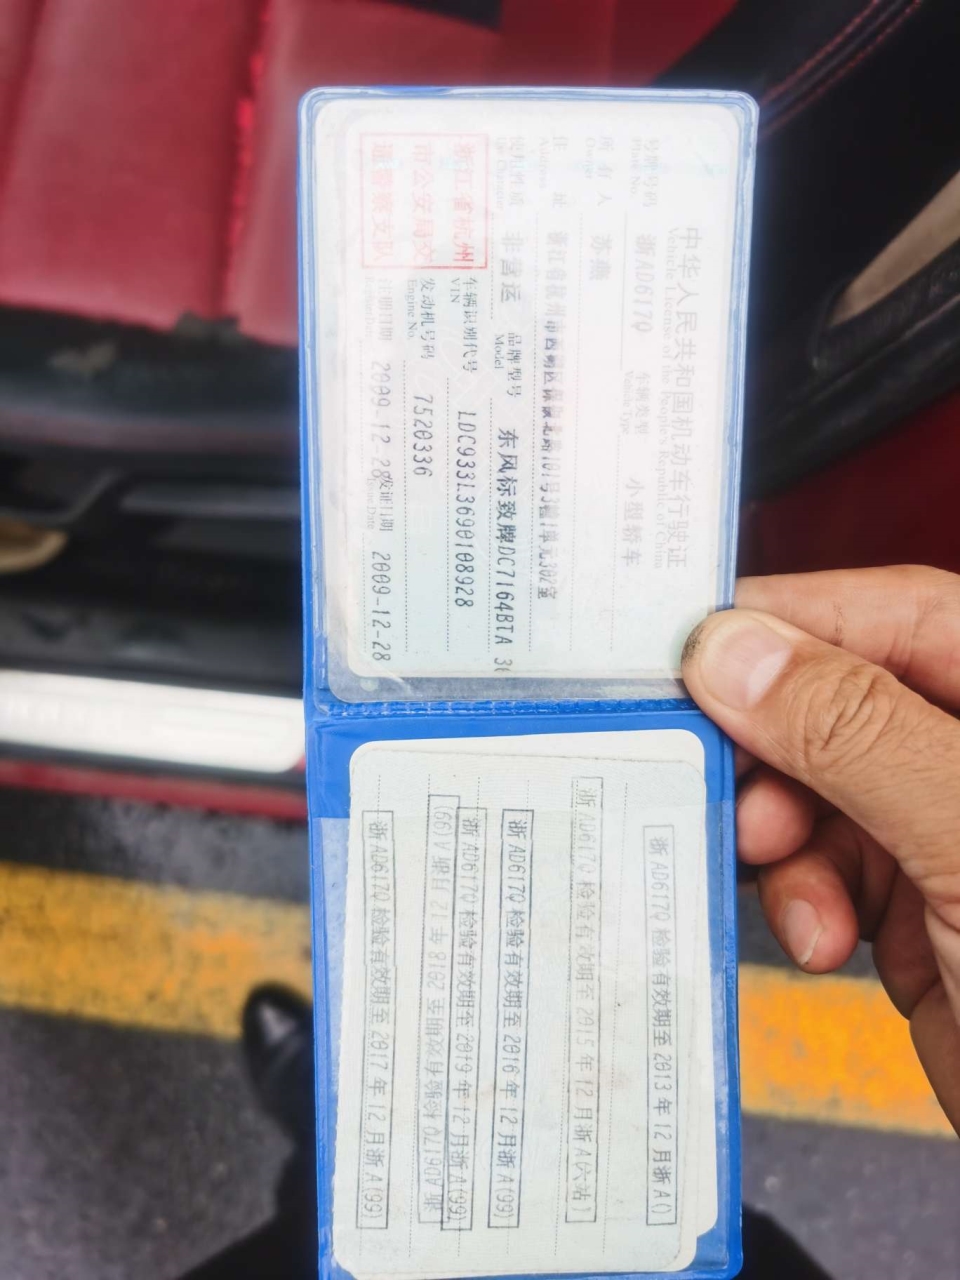 中华人民共和国机动车行驶证
Vehicle License of the People's Republic of China
号牌号码 浙AD617Q 车辆类型 小型轿车
Plate No. Vehicle Type
所有人 苏燕
Owner
住址
Address
使用性质 非营运 品牌型号 东风标致牌DC7164BTA
Use Character Model
浙江省杭州
市公安局交
通警察支队
车辆识别代号 LDC933L3690108928
VIN
发动机号码 7520336
Engine No.
注册日期 2009-12-28 发证日期 2009-12-28
Register Date Issue Date
浙AD617Q检验有效期至2013年12月浙A()
浙AD617Q检验有效期至2015年12月浙A(六站)
浙AD617Q检验有效期至2016年12月浙A(99)
浙AD617Q检验有效期至2019年12月浙A(99)
浙AD617Q检验有效期至2018年12月浙A(99)
浙AD617Q检验有效期至2017年12月浙A(99)